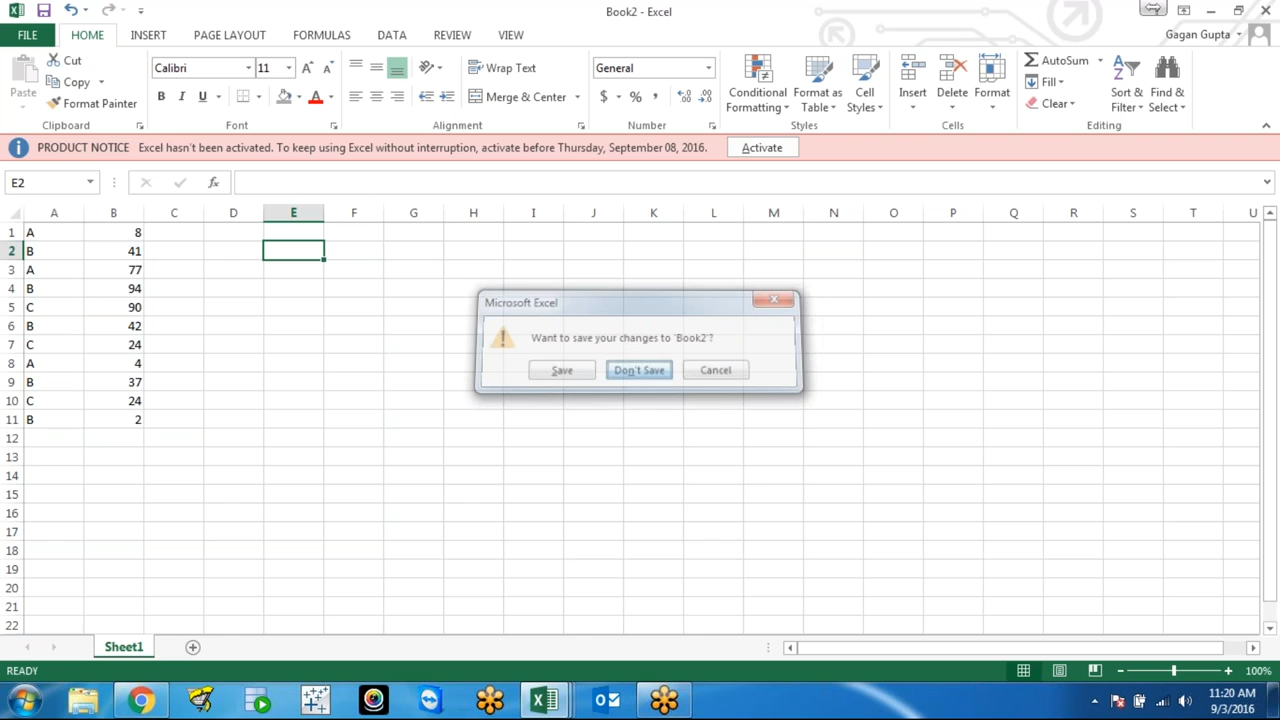 Book2 - Excel
FILE HOME INSERT PAGE LAYOUT FORMULAS DATA REVIEW VIEW Gagan Gupta
Paste Cut Copy Format Painter
Clipboard
Calibri 11
B I U A
Font
Wrap Text
Merge & Center
Alignment
General
$ % ,
Number
Conditional Formatting Format as Table Cell Styles
Styles
Insert Delete Format
Cells
AutoSum Fill Clear Sort & Filter Find & Select
Editing
PRODUCT NOTICE Excel hasn't been activated. To keep using Excel without interruption, activate before Thursday, September 08, 2016. Activate
E2 fx
A B C D E F G H I J K L M N O P Q R S T U
1 A 8
2 B 41
3 A 77
4 B 94
5 C 90
6 B 42
7 C 24
8 A 4
9 B 37
10 C 24
11 B 2
12
13
14
15
16
17
18
19
20
21
22
Microsoft Excel
Want to save your changes to 'Book2'?
Save Don't Save Cancel
Sheet1
READY 100%
11:20 AM
9/3/2016